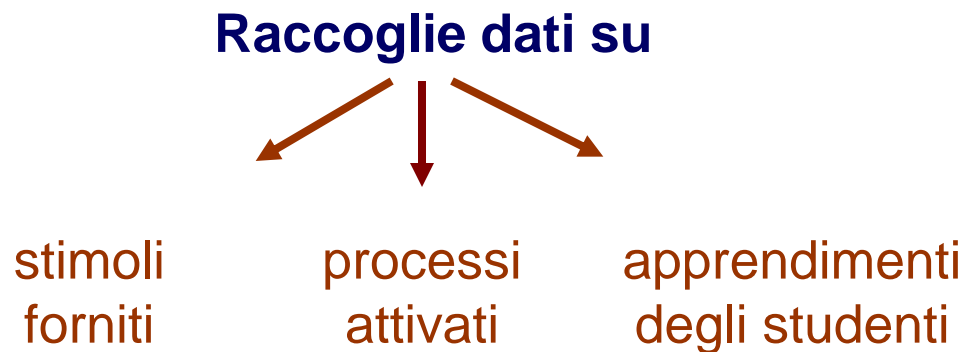 Raccoglie dati su
stimoli
forniti
processi
attivati
apprendimenti
degli studenti